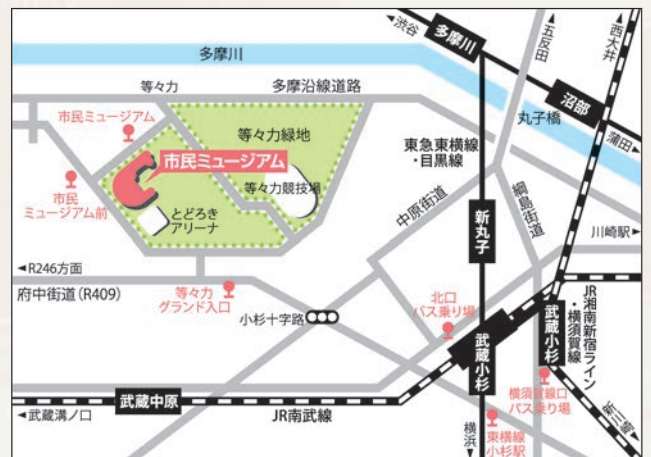 渋谷
多摩川
五反田
西大井
多摩川
等々力
多摩沿線道路
沼部
市民ミュージアム
等々力緑地
丸子橋
蒲田
東急東横線
・目黒線
市民ミュージアム
市民
ミュージアム前
等々力競技場
とどろき
アリーナ
中原街道
新丸子
綱島街道
川崎駅
R246方面
府中街道(R409)
等々力
グランド入口
小杉十字路
北口
バス乗り場
JR湘南新宿ライン
・横須賀線
武蔵小杉
武蔵小杉
横須賀線口
バス乗り場
武蔵中原
武蔵溝ノ口
JR南武線
横浜
東横線
小杉駅
新川崎